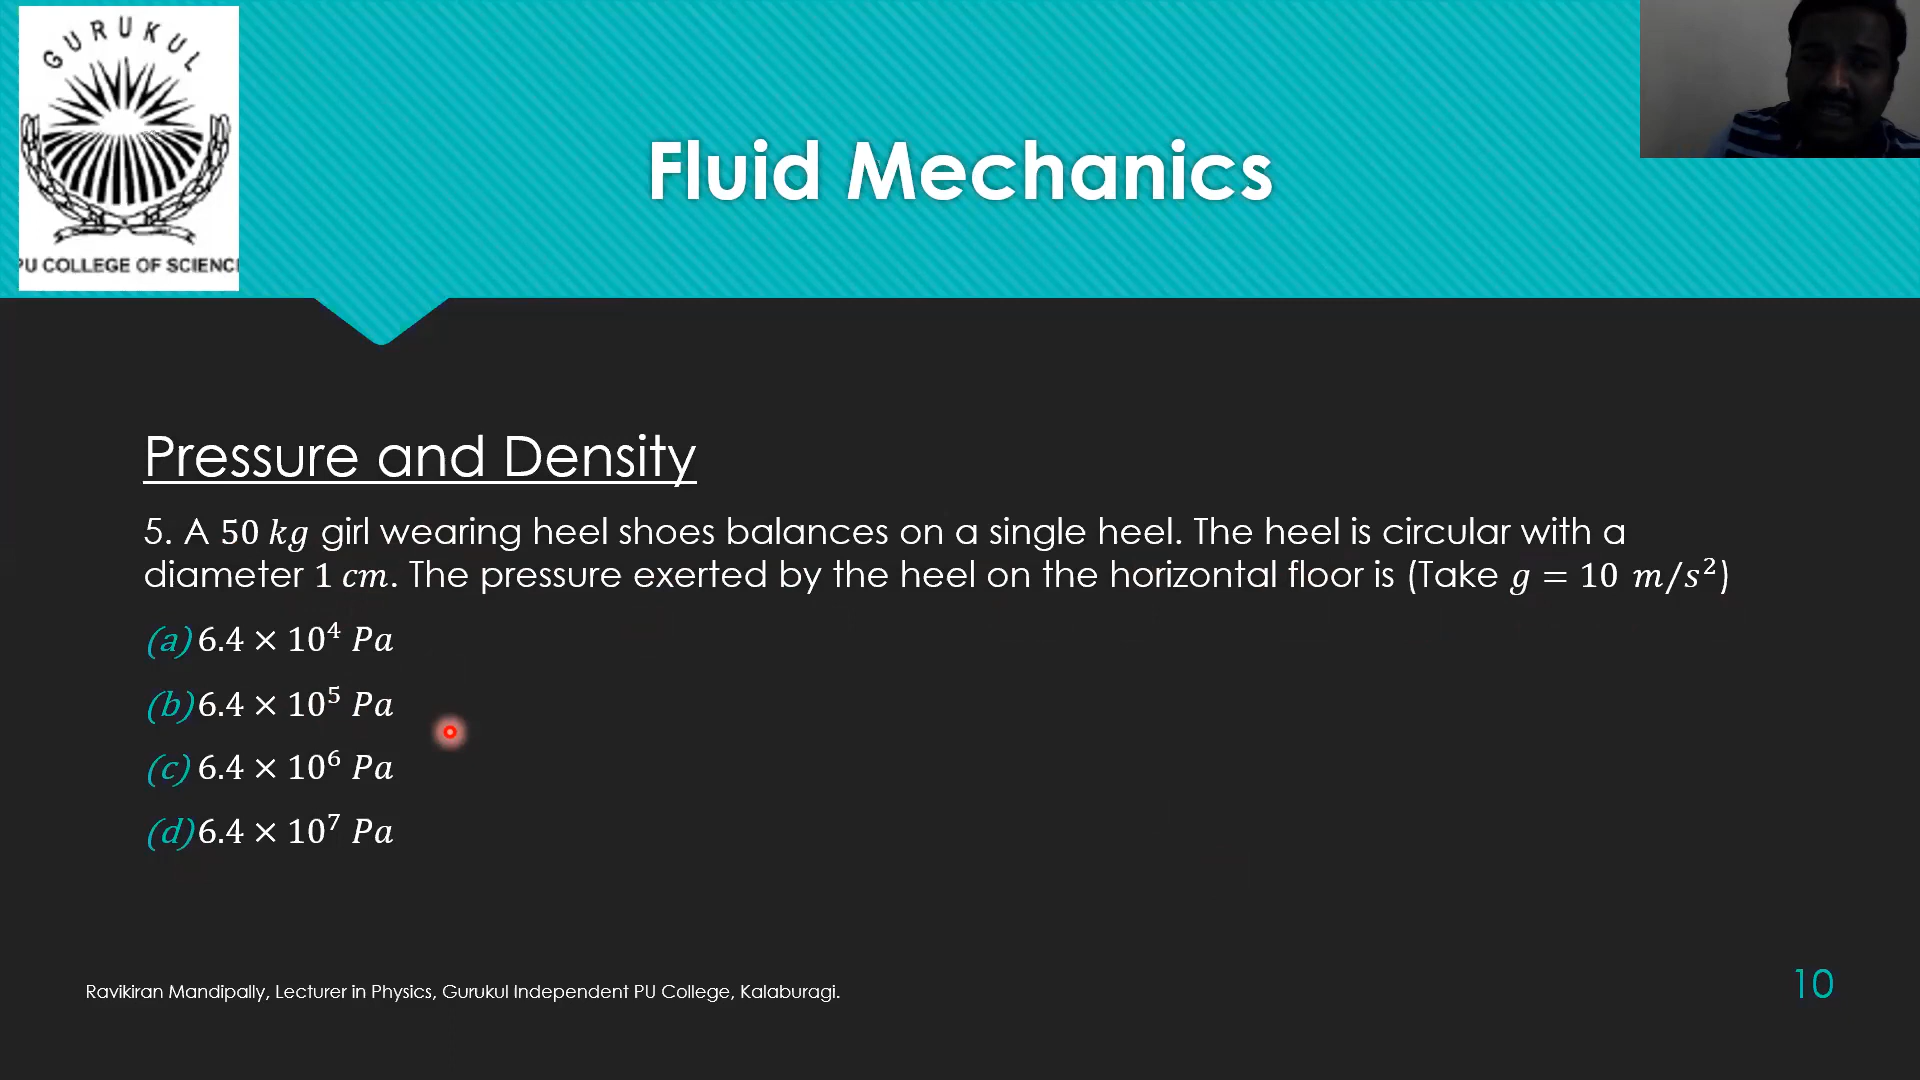 GURUKUL
PU COLLEGE OF SCIENC
Fluid Mechanics
Pressure and Density
5. A 50 kg girl wearing heel shoes balances on a single heel. The heel is circular with a
diameter 1 cm. The pressure exerted by the heel on the horizontal floor is (Take g = 10 m/s²)
(a) 6.4 × 10⁴ Pa
(b) 6.4 × 10⁵ Pa
(c) 6.4 × 10⁶ Pa
(d) 6.4 × 10⁷ Pa
Ravikiran Mandipally, Lecturer in Physics, Gurukul Independent PU College, Kalaburagi.
10